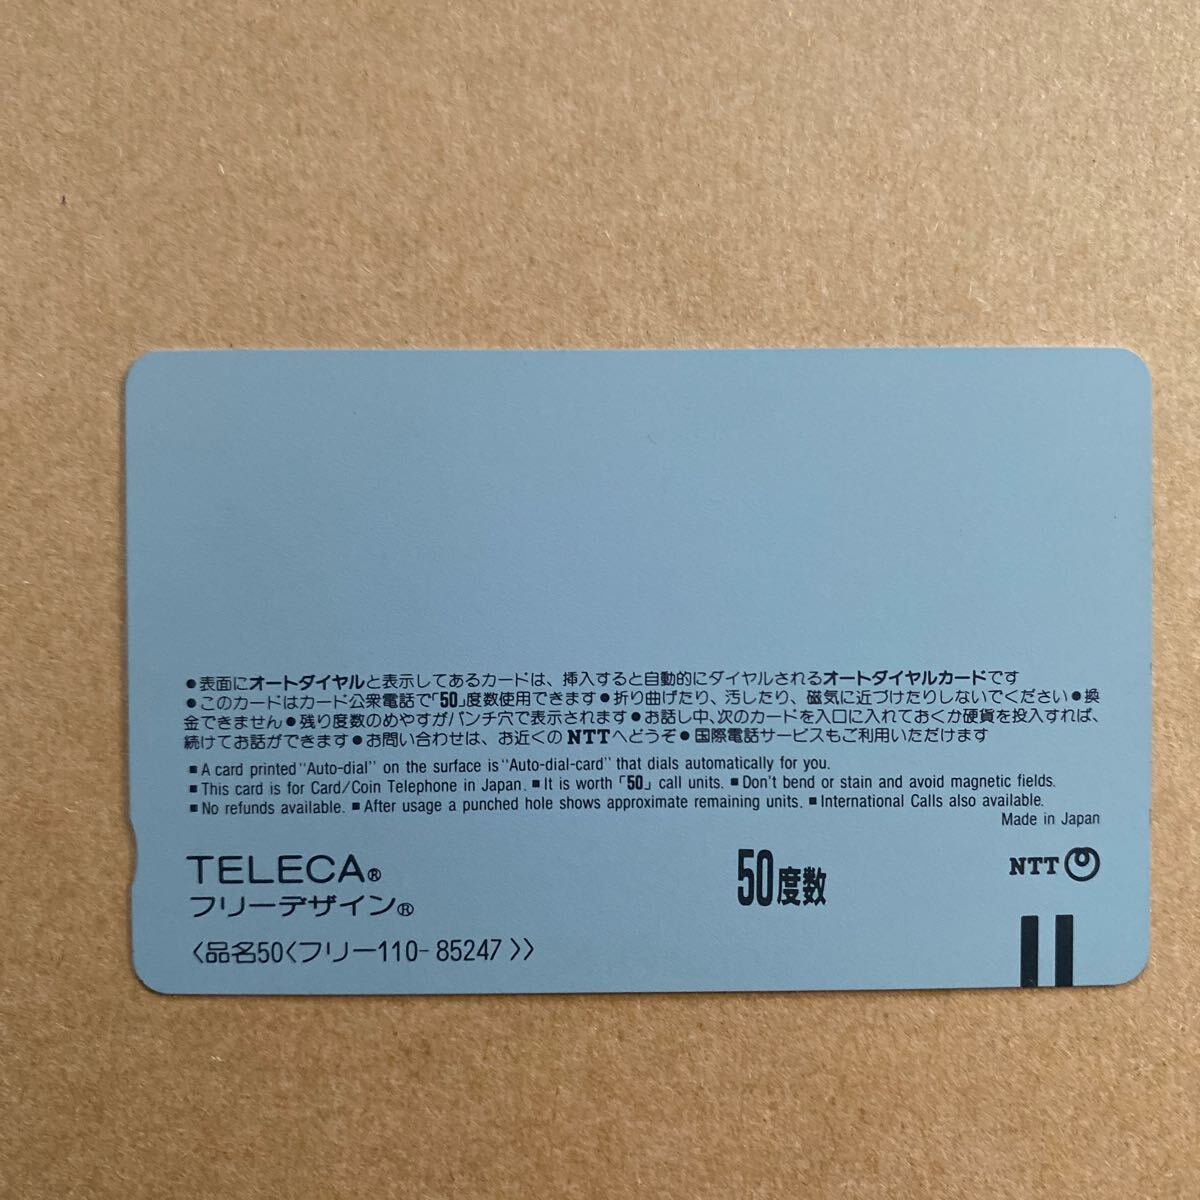 ●表面にオートダイヤルと表示してあるカードは、挿入すると自動的にダイヤルされるオートダイヤルカードです
●このカードはカード公衆電話で「50」度数使用できます●折り曲げたり、汚したり、磁気に近づけたりしないでください●換
金できません●残り度数のめやすがパンチ穴で表示されます●お話し中、次のカードを入口に入れておくか硬貨を投入すれば、
続けてお話ができます●お問い合わせは、お近くのNTTへどうぞ●国際電話サービスもご利用いただけます
■A card printed "Auto-dial" on the surface is "Auto-dial-card" that dials automatically for you.
■This card is for Card/Coin Telephone in Japan. ■It is worth「50」call units. ■Don't bend or stain and avoid magnetic fields.
■No refunds available. ■After usage a punched hole shows approximate remaining units. ■International Calls also available.
Made in Japan
TELECA®
フリーデザイン®
50度数
NTT
〈品名50〈フリー110-85247〉〉